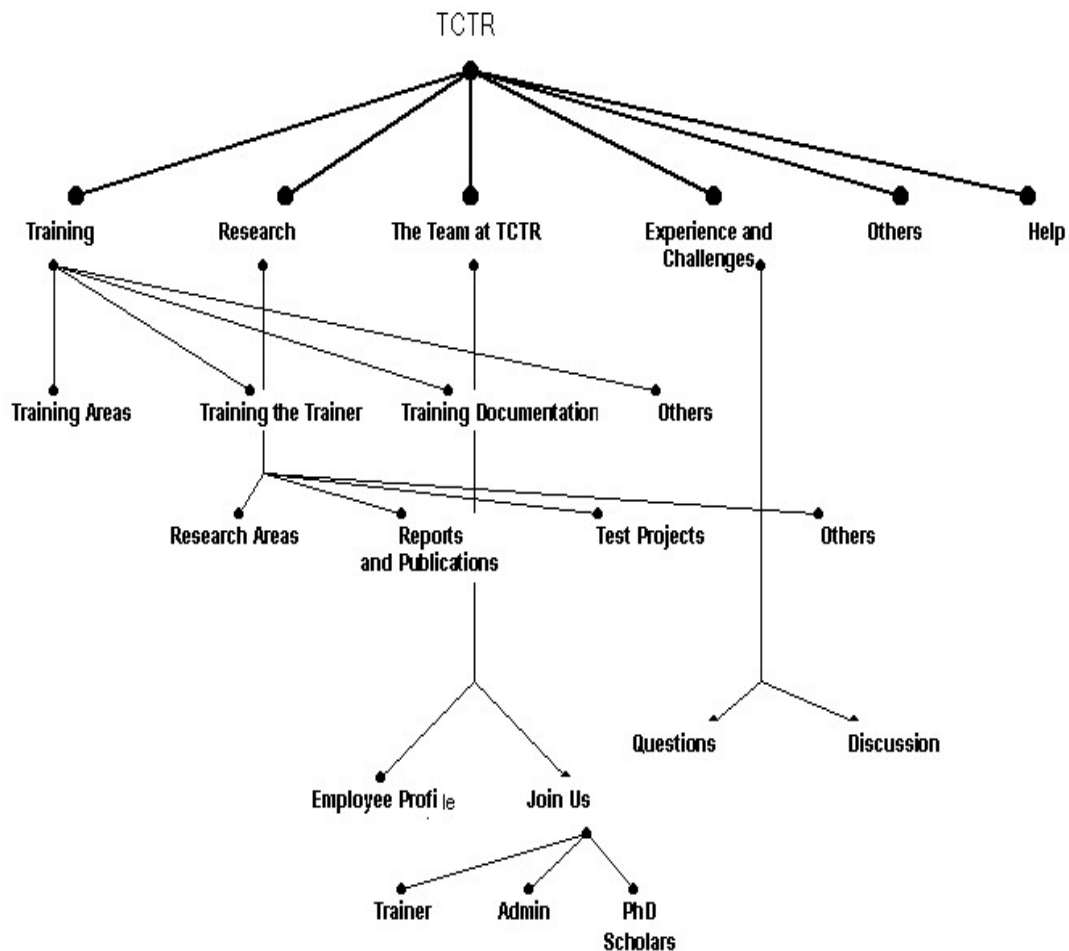 TCTR
Training Research The Team at TCTR Experience and Others Help
Challenges
Training Areas Training the Trainer Training Documentation Others
Research Areas Reports Test Projects Others
and Publications
Questions Discussion
Employee Profile Join Us
Trainer Admin PhD
Scholars